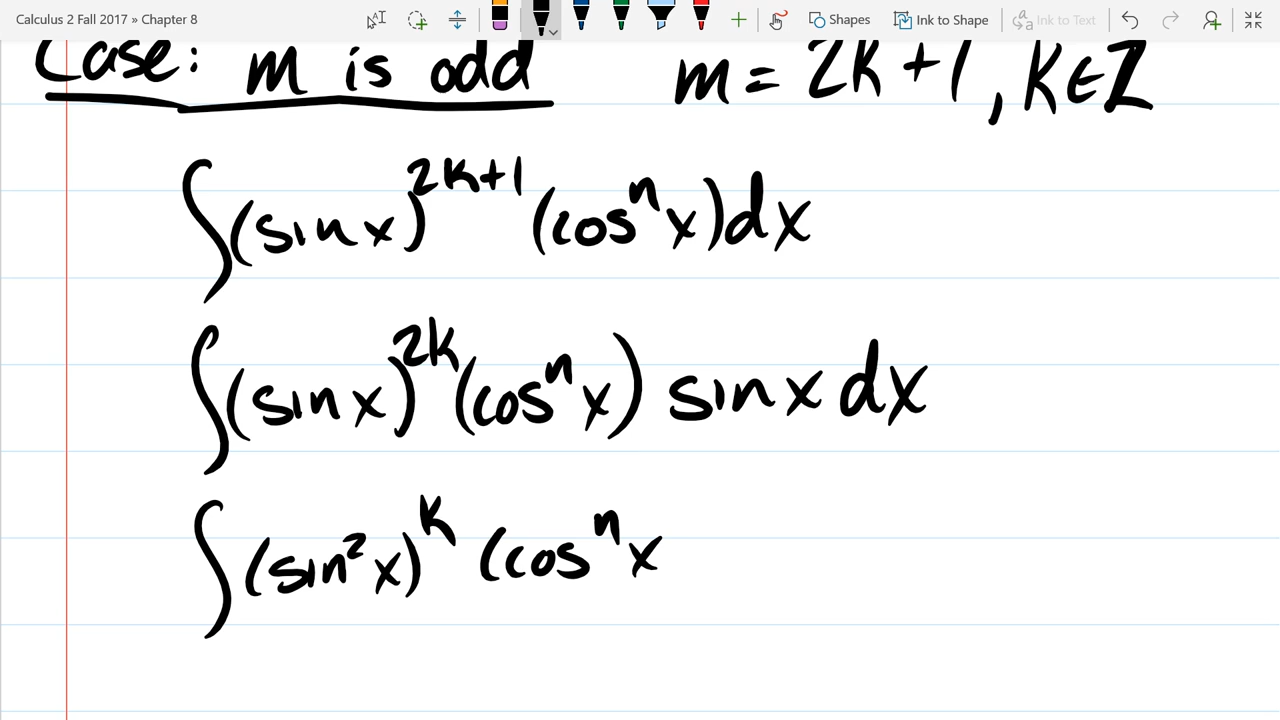 Calculus 2 Fall 2017 » Chapter 8
Shapes
Ink to Shape
Ink to Text
Case: m is odd m = 2k+1, k∈Z
∫(sin x)^{2k+1} (cos^n x)dx
∫(sin x)^{2k} (cos^n x) sin x dx
∫(sin^2 x)^k (cos^n x